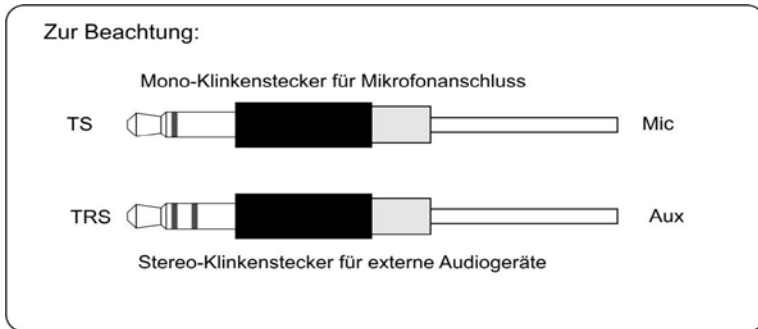 Zur Beachtung:
Mono-Klinkenstecker für Mikrofonanschluss
TS
Mic
TRS
Aux
Stereo-Klinkenstecker für externe Audiogeräte